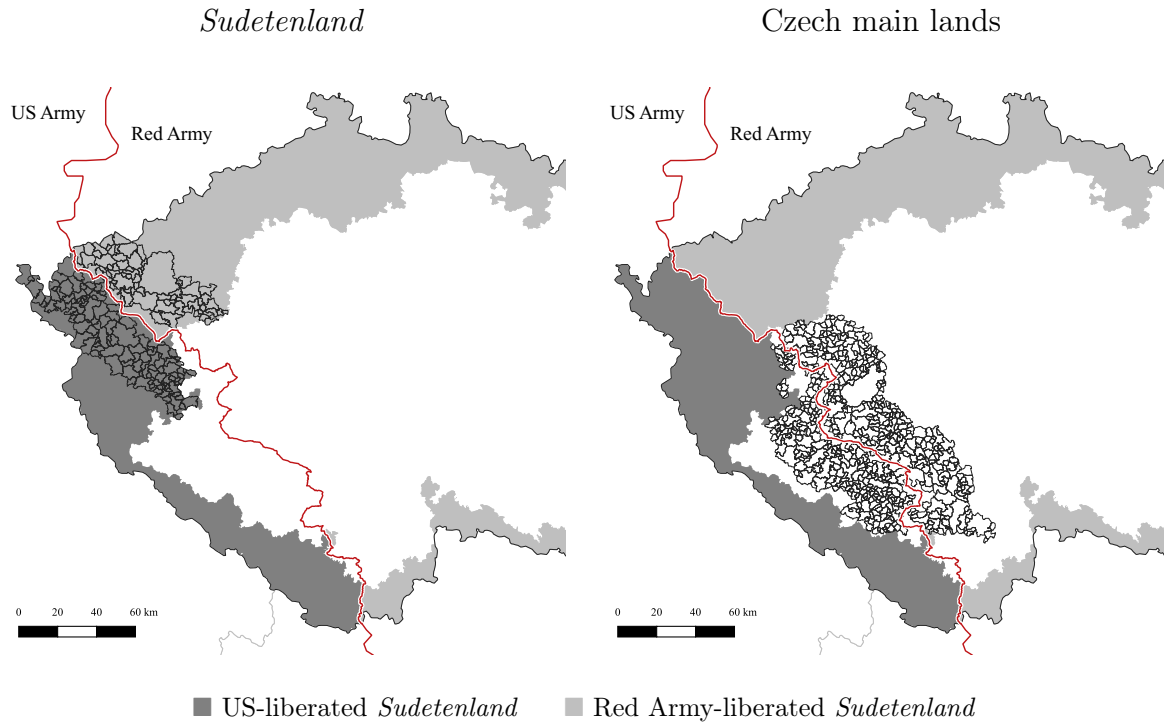 Sudetenland
Czech main lands
US Army
Red Army
US Army
Red Army
0 20 40 60 km
0 20 40 60 km
US-liberated Sudetenland
Red Army-liberated Sudetenland